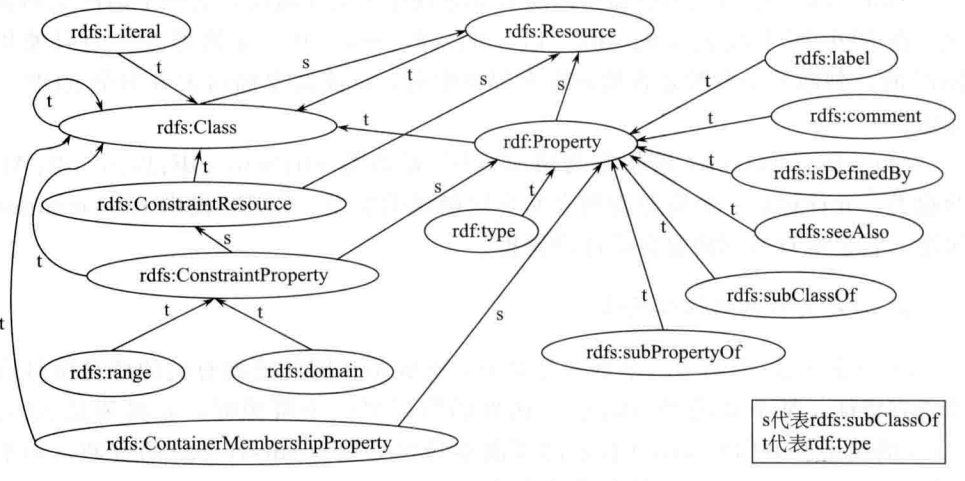 rdfs:Literal
rdfs:Resource
rdfs:label
t
s
t
s
s
t
t
rdfs:comment
t
rdfs:Class
t
rdf:Property
t
rdfs:isDefinedBy
t
t
s
t
rdfs:ConstraintResource
rdf:type
t
rdfs:seeAlso
s
t
t
rdfs:ConstraintProperty
t
rdfs:subClassOf
t
t
s
t
rdfs:subPropertyOf
rdfs:range
rdfs:domain
s代表rdfs:subClassOf
t代表rdf:type
rdfs:ContainerMembershipProperty